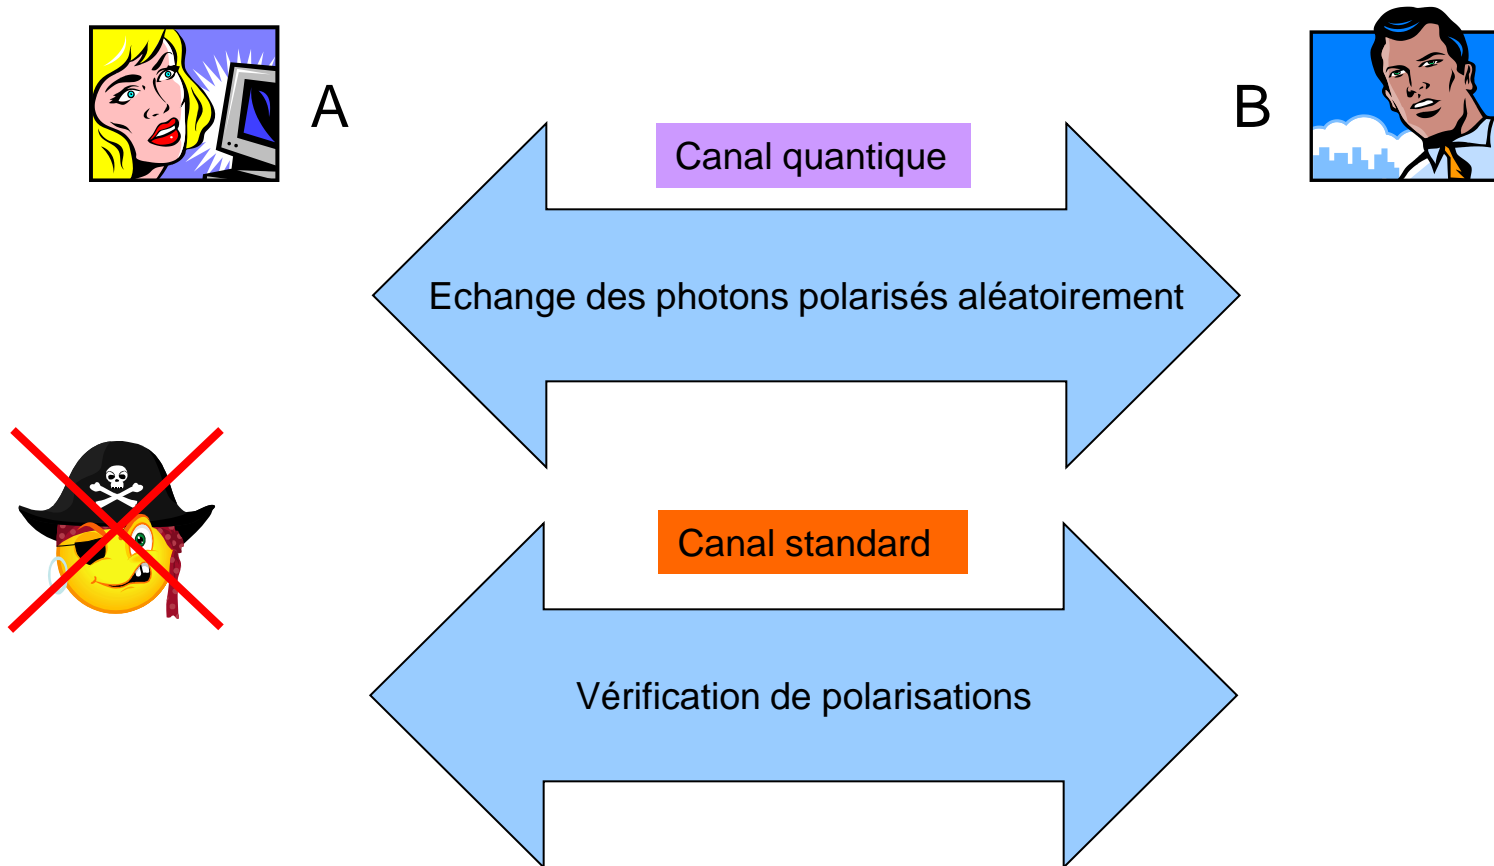 A
B
Canal quantique
Echange des photons polarisés aléatoirement
Canal standard
Vérification de polarisations